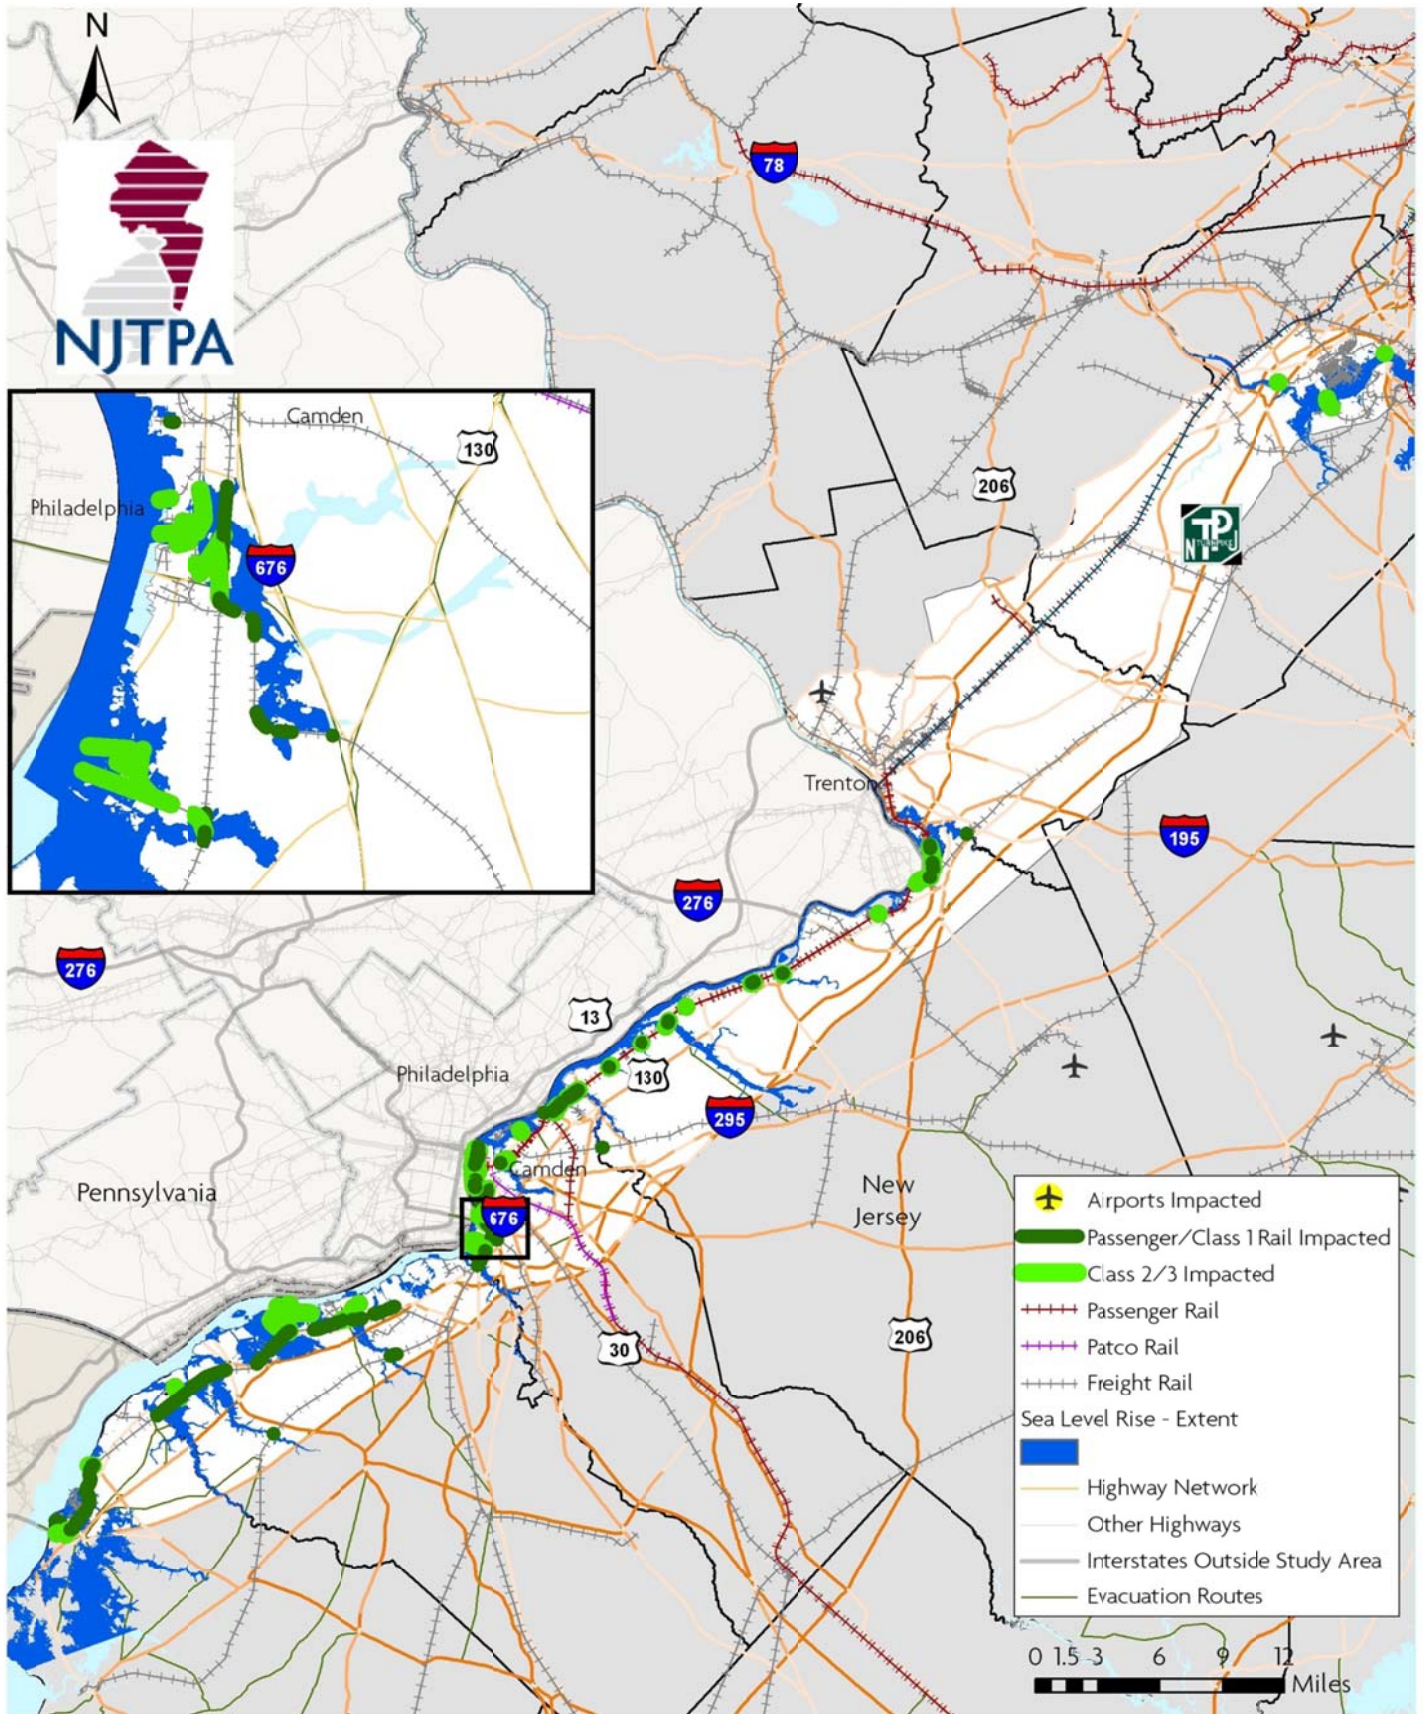 N
78
NJTPA
Camden
130
Philadelphia
676
206
NTPJ
TURNPIKE
Trenton
195
276
276
13
Philadelphia
130
295
Camden
Pennsylvania
676
New
Jersey
30
206
Airports Impacted
Passenger/Class 1 Rail Impacted
Class 2/3 Impacted
Passenger Rail
Patco Rail
Freight Rail
Sea Level Rise - Extent
Highway Network
Other Highways
Interstates Outside Study Area
Evacuation Routes
0 1.5 3 6 9 12
Miles